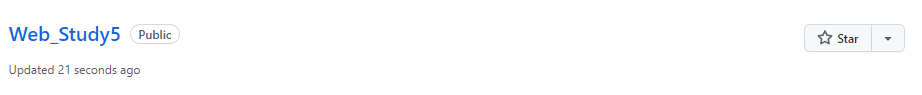 Web_Study5 Public Star
Updated 21 seconds ago